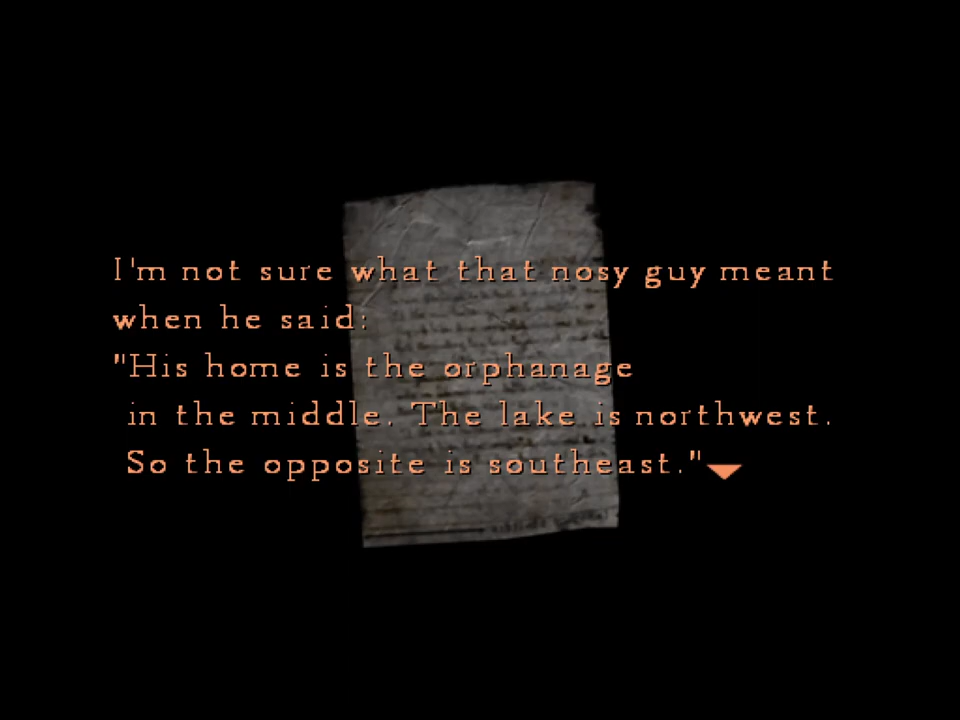 I'm not sure what that nosy guy meant
when he said:
"His home is the orphanage
in the middle. The lake is northwest.
So the opposite is southeast."